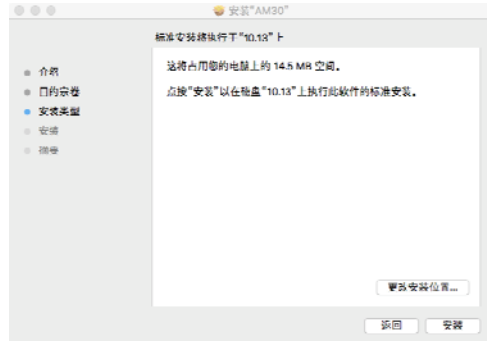 安装"AM30"
标准安装将执行于"10.13"上
介绍
目的宗卷
安装类型
安装
摘要
这将占用您的电脑上的 14.5 MB 空间。
点按"安装"以在磁盘"10.13"上执行此软件的标准安装。
更改安装位置...
返回
安装